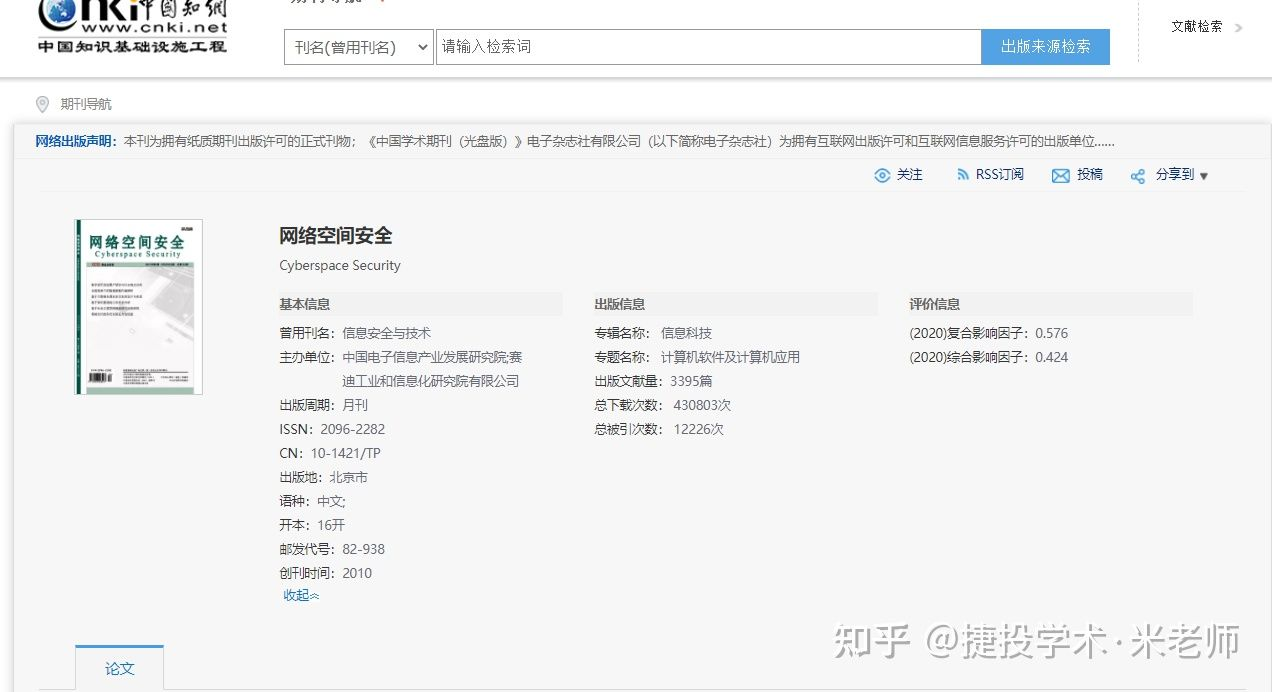 cnki中国知网
www.cnki.net
中国知识基础设施工程
刊名(曾用刊名)
请输入检索词
出版来源检索
文献检索
期刊导航
网络出版声明：本刊为拥有纸质期刊出版许可的正式刊物；《中国学术期刊（光盘版）》电子杂志社有限公司（以下简称电子杂志社）为拥有互联网出版许可和互联网信息服务许可的出版单位......
关注
RSS订阅
投稿
分享到
网络空间安全
Cyberspace Security
网络空间安全
Cyberspace Security
基本信息
曾用刊名：信息安全与技术
主办单位：中国电子信息产业发展研究院;赛
迪工业和信息化研究院有限公司
出版周期：月刊
ISSN：2096-2282
CN：10-1421/TP
出版地：北京市
语种：中文;
开本：16开
邮发代号：82-938
创刊时间：2010
收起
出版信息
专辑名称：信息科技
专题名称：计算机软件及计算机应用
出版文献量：3395篇
总下载次数：430803次
总被引次数：12226次
评价信息
(2020)复合影响因子：0.576
(2020)综合影响因子：0.424
论文
知乎 @捷投学术·米老师